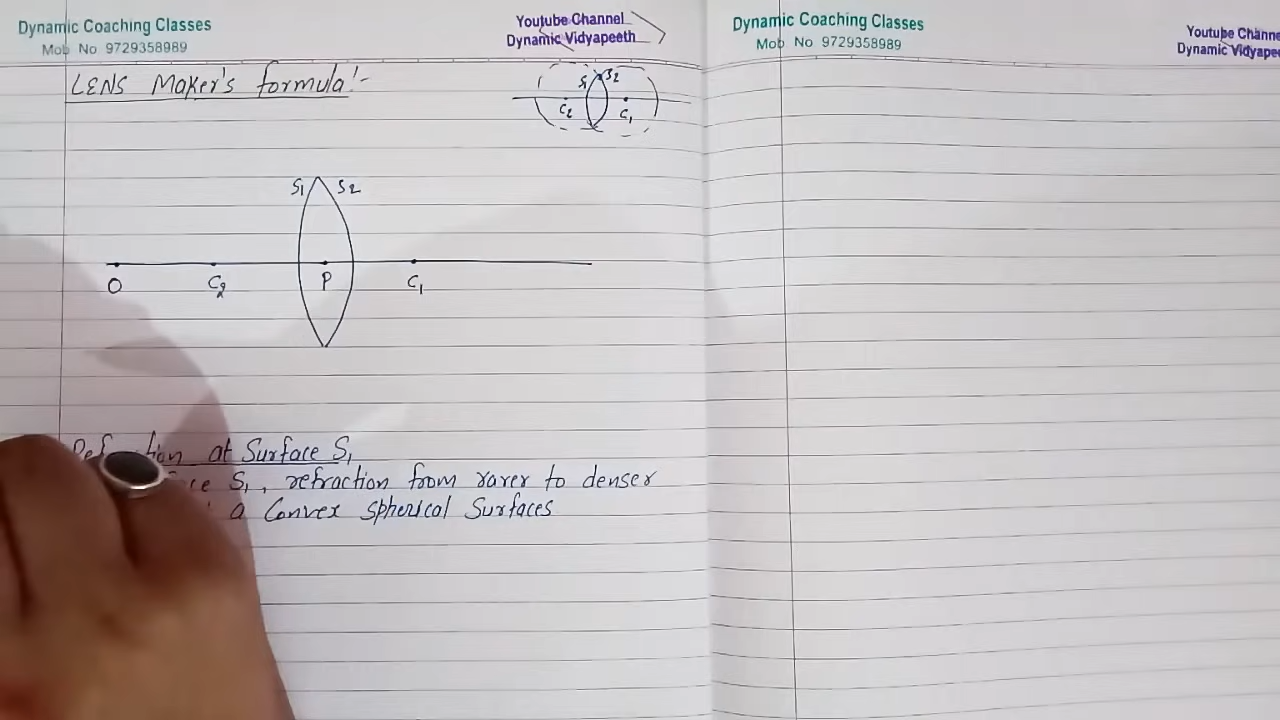 Dynamic Coaching Classes
Mob No 9729358989
Youtube Channel
Dynamic Vidyapeeth
LENS Maker's formula:-
S1 S2
C2 C1
S1 S2
O C2 P C1
at Surface S1
S1, refraction from rarer to denser
a Convex Spherical Surfaces
Dynamic Coaching Classes
Mob No 9729358989
Youtube
Dynamic